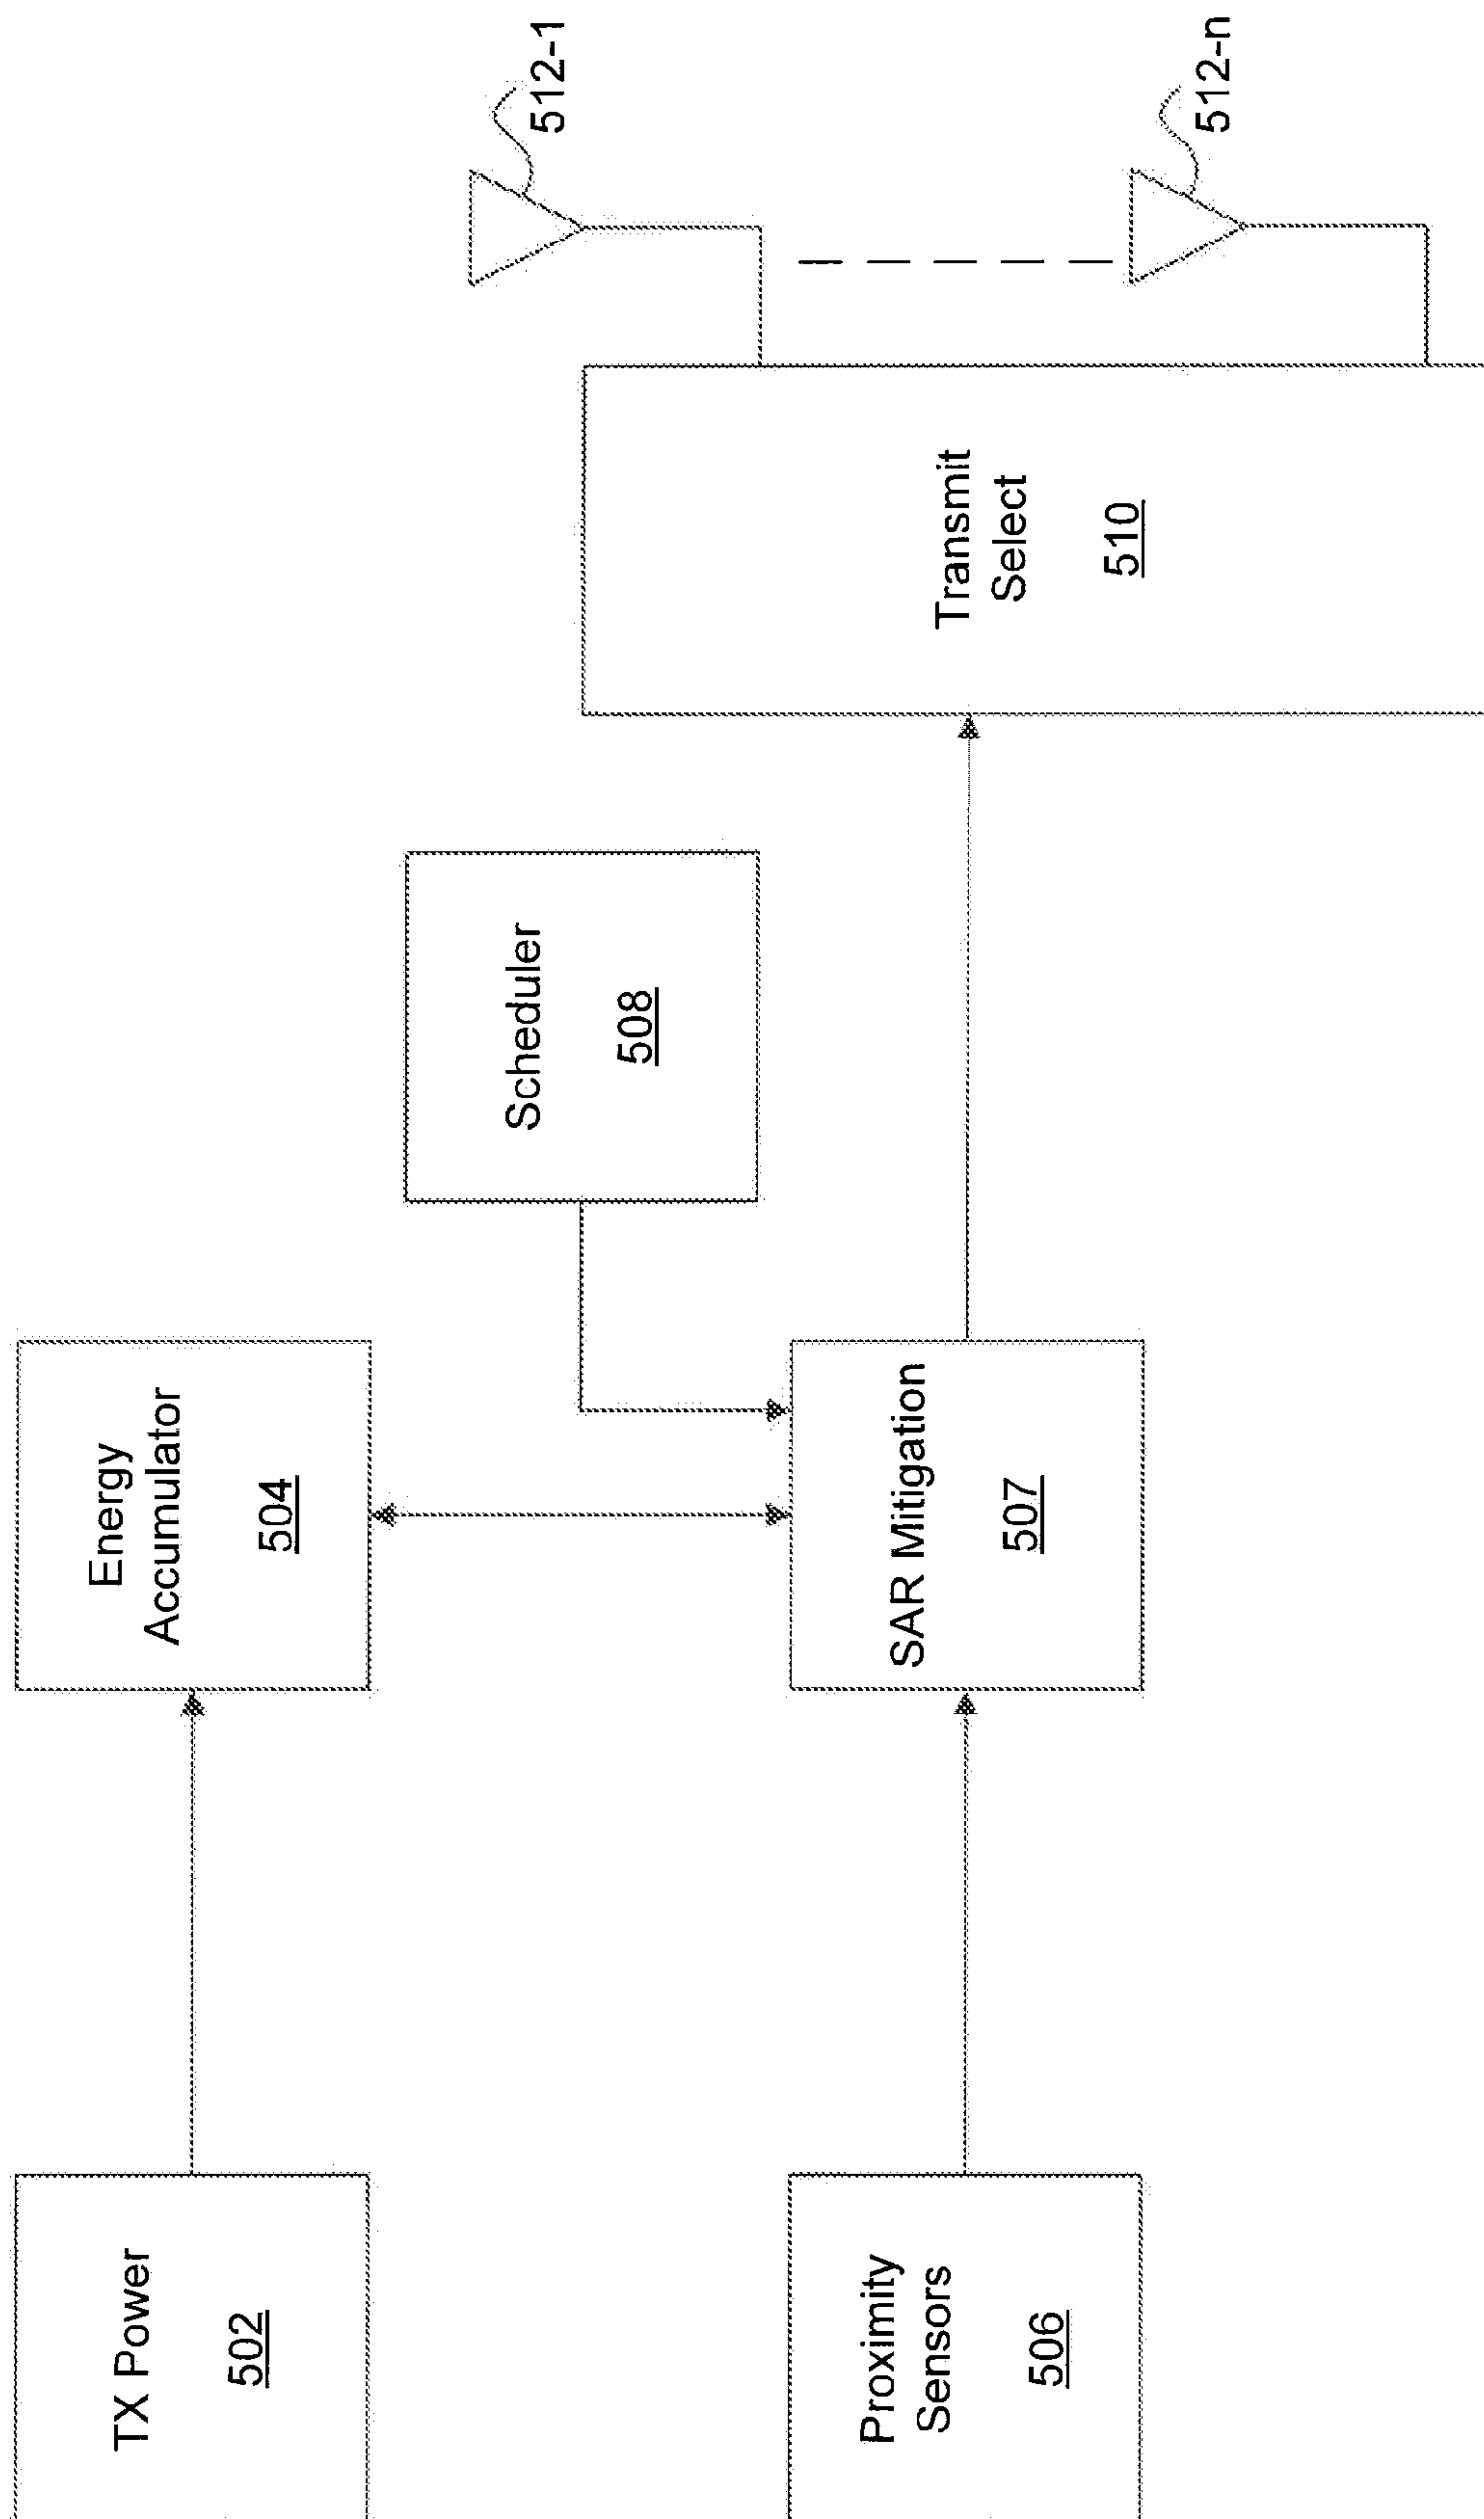 TX Power
502
Energy
Accumulator
504
Proximity
Sensors
506
SAR Mitigation
507
Scheduler
508
Transmit
Select
510
512-1
512-n